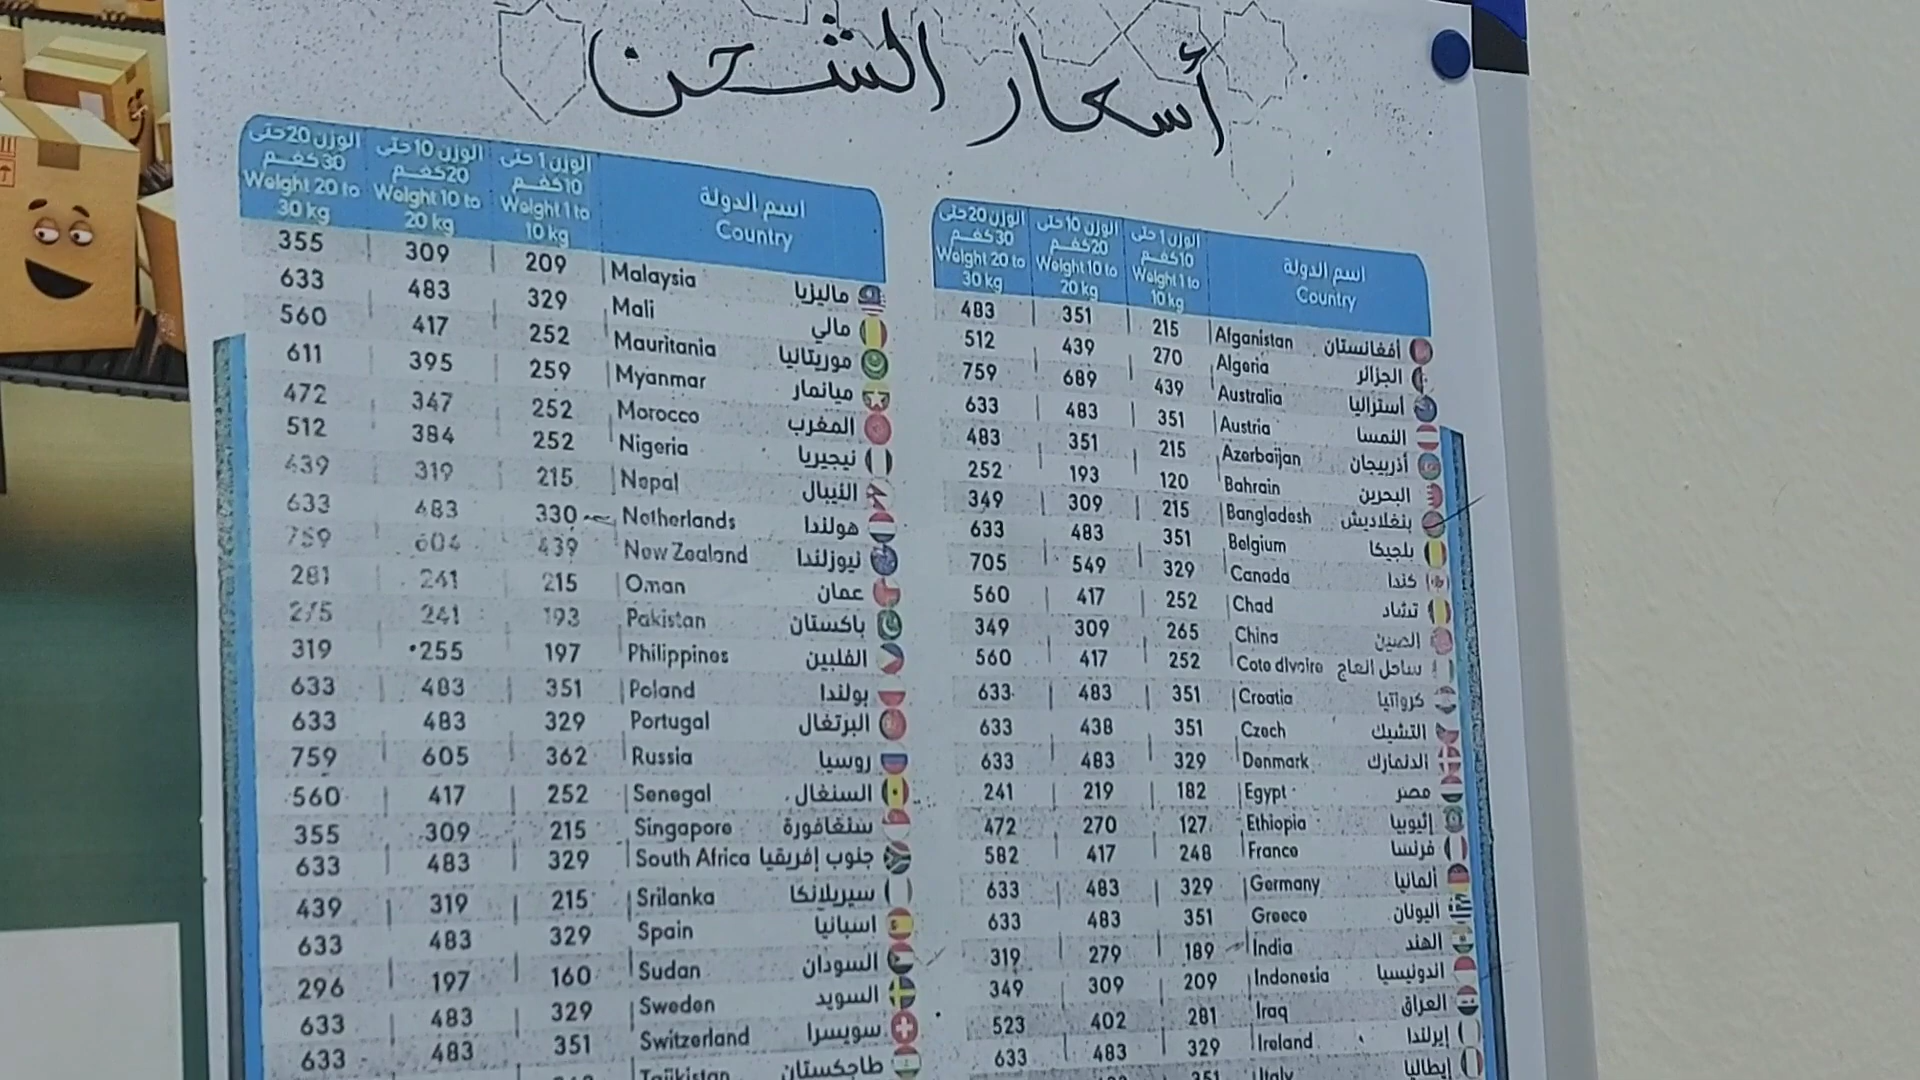 أسعار الشحن
اسم الدولة Country | الوزن 1 حتى 10كغم Weight 1 to 10 kg | الوزن 10 حتى 20كغم Weight 10 to 20 kg | الوزن 20 حتى 30كغم Weight 20 to 30 kg
أفغانستان Afganistan 215 351 483
الجزائر Algeria 270 439 512
أستراليا Australia 439 689 759
النمسا Austria 351 483 633
أذربيجان Azerbaijan 215 351 483
البحرين Bahrain 120 193 252
بنغلاديش Bangladesh 215 309 349
بلجيكا Belgium 351 483 633
كندا Canada 329 549 705
تشاد Chad 252 417 560
الصين China 265 309 349
ساحل العاج Cote dIvoire 252 417 560
كرواتيا Croatia 351 483 633
التشيك Czech 351 438 633
الدنمارك Denmark 329 483 633
مصر Egypt 182 219 241
إثيوبيا Ethiopia 127 270 472
فرنسا France 248 417 582
ألمانيا Germany 329 483 633
اليونان Greece 351 483 633
الهند India 189 279 319
اندونيسيا Indonesia 209 309 349
العراق Iraq 281 402 523
إيرلندا Ireland 329 483 633
إيطاليا Italy 351
اسم الدولة Country | الوزن 1 حتى 10كغم Weight 1 to 10 kg | الوزن 10 حتى 20كغم Weight 10 to 20 kg | الوزن 20 حتى 30كغم Weight 20 to 30 kg
ماليزيا Malaysia 209 309 355
مالي Mali 329 483 633
موريتانيا Mauritania 252 417 560
ميانمار Myanmar 259 395 611
المغرب Morocco 252 347 472
نيجيريا Nigeria 252 384 512
النيبال Nepal 215 319 439
هولندا Netherlands 330 483 633
نيوزلندا New Zealand 439 604 759
عمان Oman 215 241 281
باكستان Pakistan 193 241 275
الفلبين Philippines 197 255 319
بولندا Poland 351 483 633
البرتغال Portugal 329 483 633
روسيا Russia 362 605 759
السنغال Senegal 252 417 560
سنغافورة Singapore 215 309 355
جنوب إفريقيا South Africa 329 483 633
سيريلانكا Srilanka 215 319 439
اسبانيا Spain 329 483 633
السودان Sudan 160 197 296
السويد Sweden 329 483 633
سويسرا Switzerland 351 483 633
طاجكستان Tajikistan